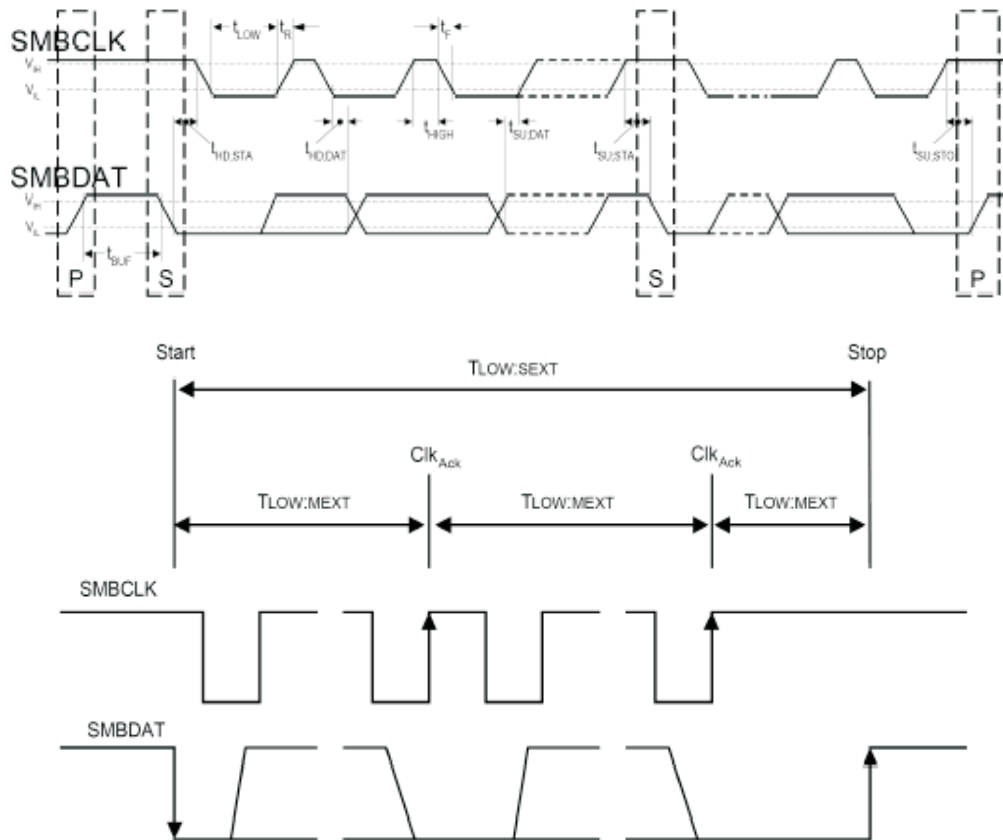 SMBCLK
tLOW tR tF
VIH
VIL
tHD;STA tHD;DAT tHIGH tSU;DAT tSU;STA tSU;STO
SMBDAT
VIH
VIL
tBUF
P S S P
Start Stop
TLOW:SEXT
ClkAck ClkAck
TLOW:MEXT TLOW:MEXT TLOW:MEXT
SMBCLK
SMBDAT